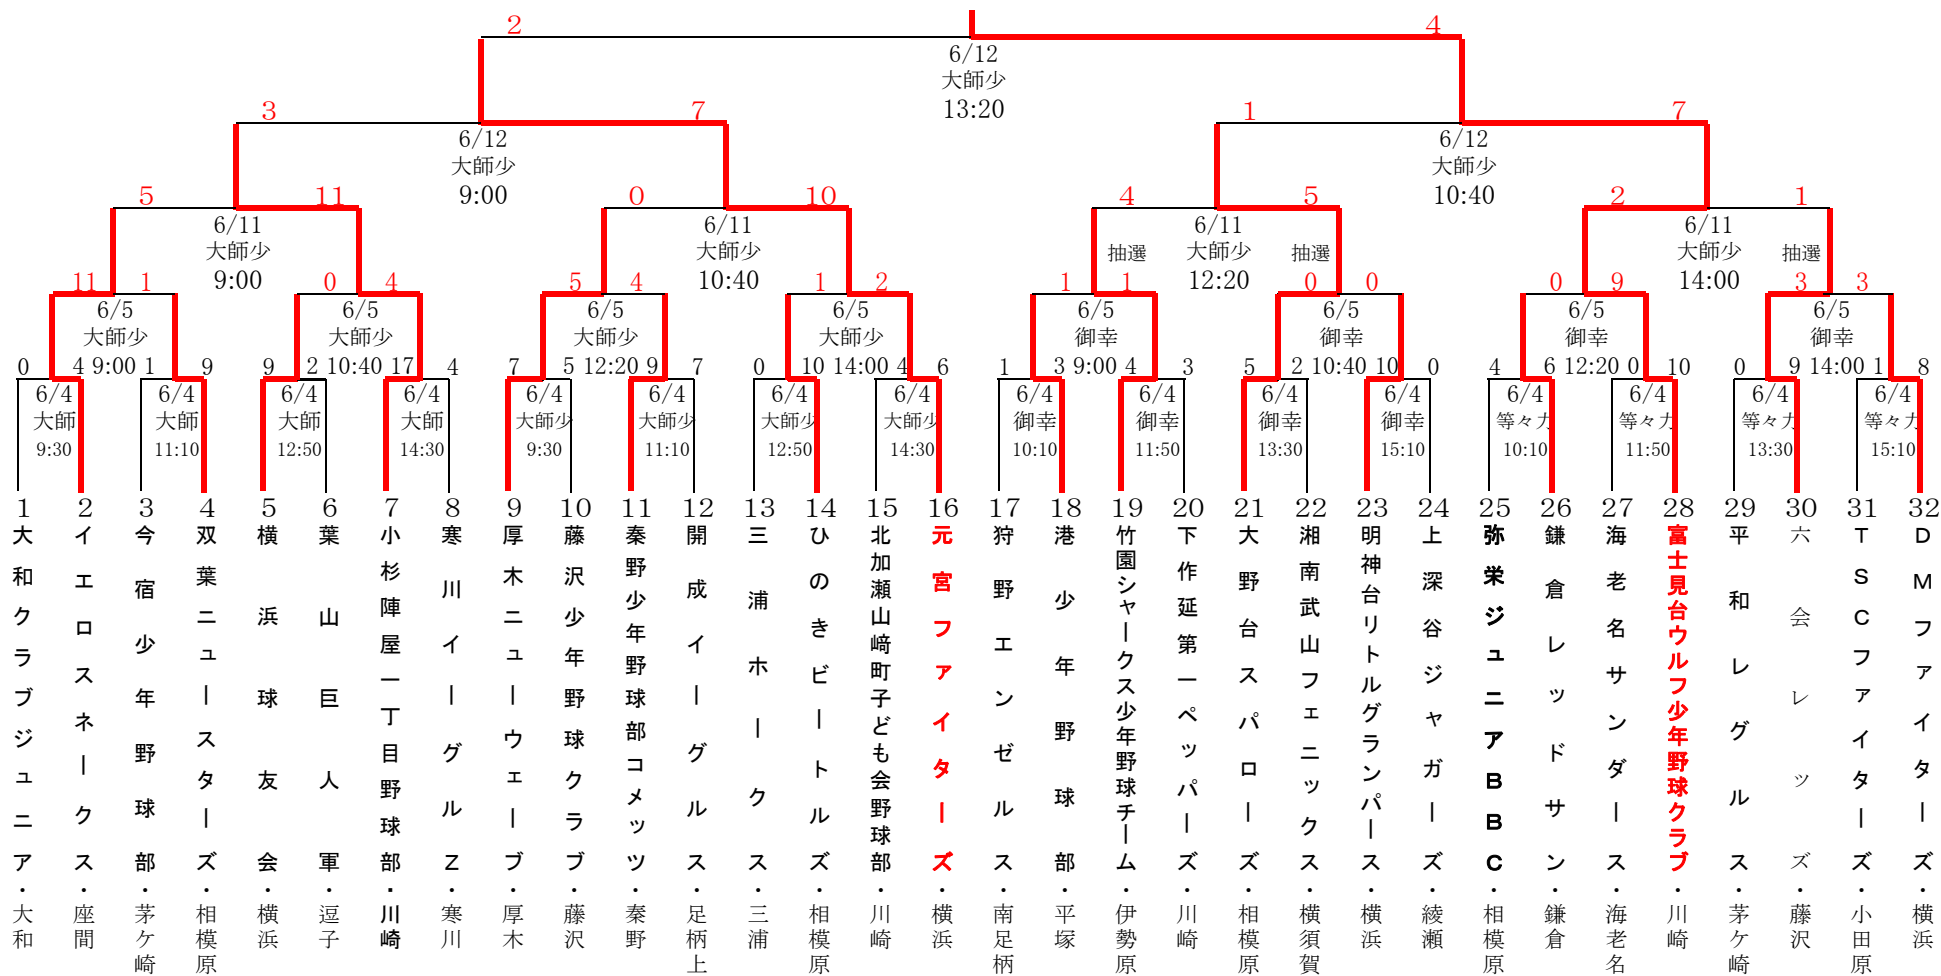 2 4
6/12
大師少
13:20
3 7 1 7
6/12 6/12
大師少 大師少
9:00 10:40
5 11 0 10 4 5 2 1
6/11 6/11 6/11 6/11
大師少 大師少 抽選 大師少 抽選 大師少 抽選
9:00 10:40 12:20 14:00
11 1 0 4 5 4 1 2 1 1 0 0 0 9 3 3
6/5 6/5 6/5 6/5 6/5 6/5 6/5 6/5
大師少 大師少 大師少 大師少 御幸 御幸 御幸 御幸
0 4 9:00 1 9 9 2 10:40 17 4 7 5 12:20 9 7 0 10 14:00 4 6 1 3 9:00 4 3 5 2 10:40 10 0 4 6 12:20 0 10 0 9 14:00 1 8
6/4 6/4 6/4 6/4 6/4 6/4 6/4 6/4 6/4 6/4 6/4 6/4 6/4 6/4 6/4 6/4
大師 大師 大師 大師 大師少 大師少 大師少 大師少 御幸 御幸 御幸 御幸 等々力 等々力 等々力 等々力
9:30 11:10 12:50 14:30 9:30 11:10 12:50 14:30 10:10 11:50 13:30 15:10 10:10 11:50 13:30 15:10
1 大和クラブジュニア・大和
2 イエロースネークス・座間
3 今宿少年野球部・茅ケ崎
4 双葉ニュースターズ・相模原
5 横浜球友会・横浜
6 葉山巨人軍・逗子
7 小杉陣屋一丁目野球部・川崎
8 寒川イーグルZ・寒川
9 厚木ニューウェーブ・厚木
10 藤沢少年野球クラブ・藤沢
11 秦野少年野球部コメッツ・秦野
12 開成イーグルス・足柄上
13 三浦ホークス・三浦
14 ひのきビートルズ・相模原
15 北加瀬山﨑町子ども会野球部・川崎
16 元宮ファイターズ・横浜
17 狩野エンゼルス・南足柄
18 港少年野球部・平塚
19 竹園シャークス少年野球チーム・伊勢原
20 下作延第一ペッパーズ・川崎
21 大野台スパローズ・相模原
22 湘南武山フェニックス・横須賀
23 明神台リトルグランパース・横浜
24 上深谷ジャガーズ・綾瀬
25 弥栄ジュニアBBC・相模原
26 鎌倉レッドサン・鎌倉
27 海老名サンダース・海老名
28 富士見台ウルフ少年野球クラブ・川崎
29 平和レグルス・茅ケ崎
30 六会レッズ・藤沢
31 TSCファイターズ・小田原
32 DMファイターズ・横浜